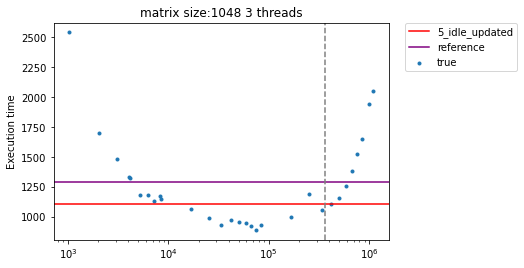 matrix size:1048 3 threads
5_idle_updated
reference
true
Execution time
2500
2250
2000
1750
1500
1250
1000
10³
10⁴
10⁵
10⁶